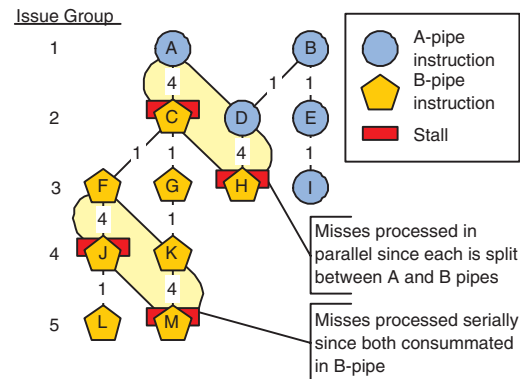 Issue Group
1 A B
A-pipe
instruction
B-pipe
instruction
Stall
4 1 1
2 C D E
1 1 4 1
3 F G H I
4 1
Misses processed in
parallel since each is split
between A and B pipes
4 J K
1 4
5 L M
Misses processed serially
since both consummated
in B-pipe